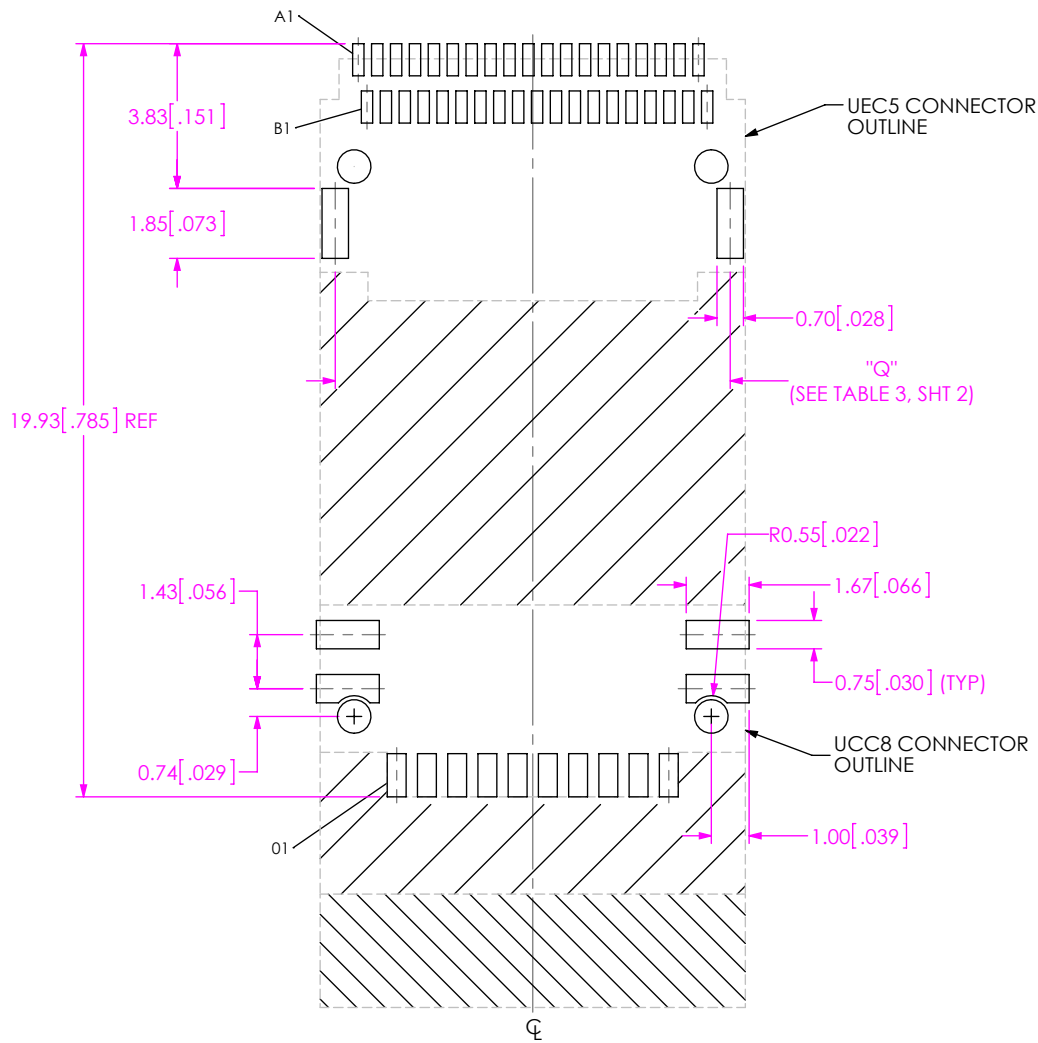 A1
UEC5 CONNECTOR
OUTLINE
3.83[.151]
B1
1.85[.073]
0.70[.028]
"Q"
(SEE TABLE 3, SHT 2)
19.93[.785] REF
R0.55[.022]
1.43[.056]
1.67[.066]
0.75[.030] (TYP)
UCC8 CONNECTOR
OUTLINE
0.74[.029]
1.00[.039]
01
℄